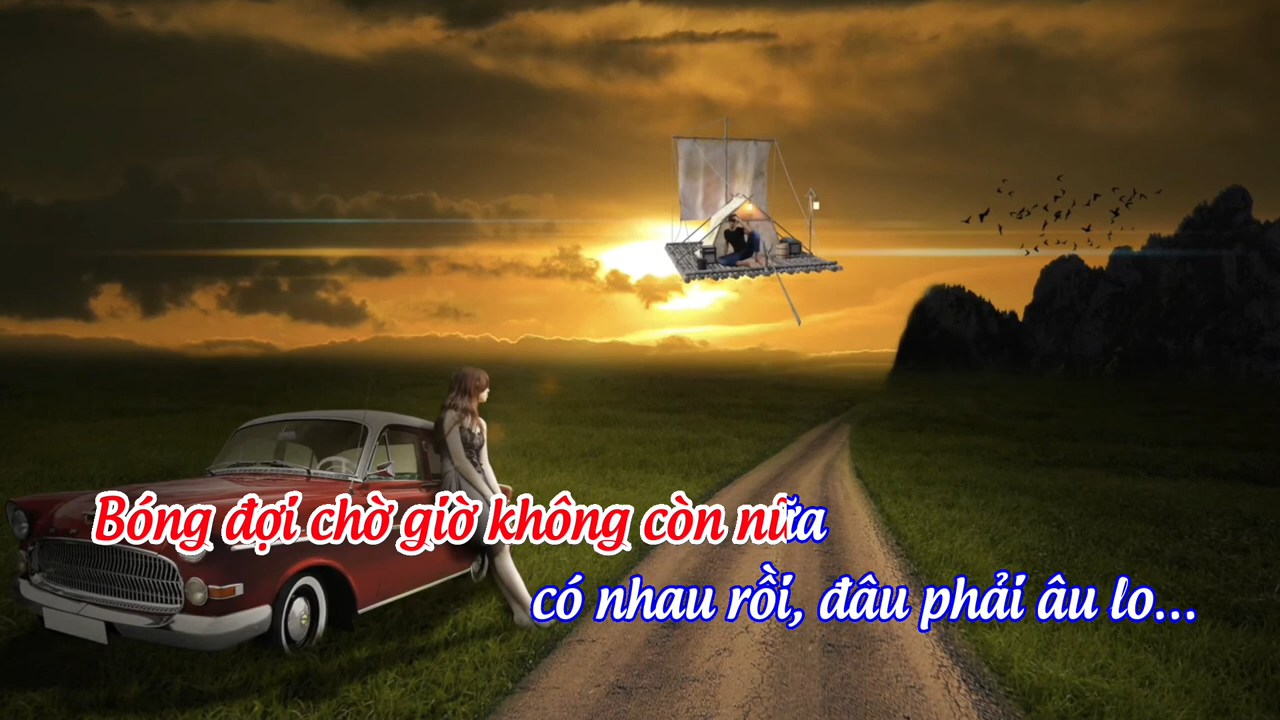 Bóng đợi chờ giờ không còn nữa
có nhau rồi, đâu phải âu lo...